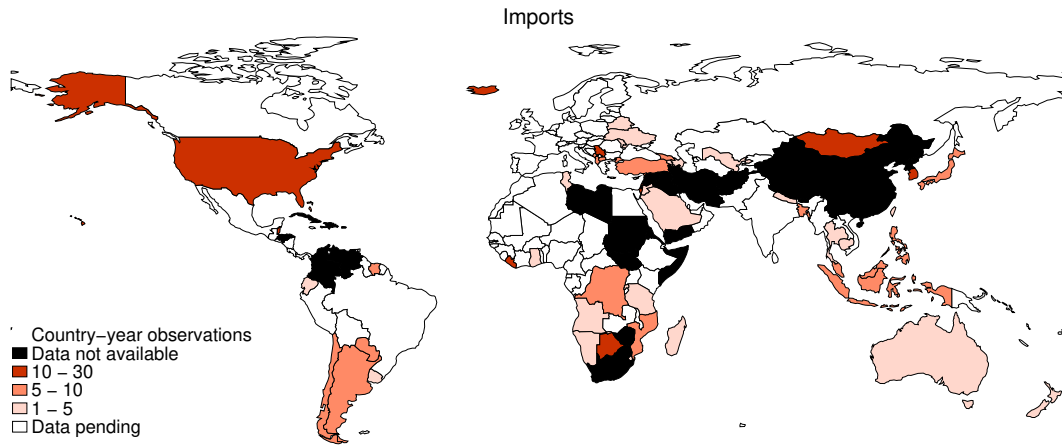 Imports
Country−year observations
Data not available
10 − 30
5 − 10
1 − 5
Data pending